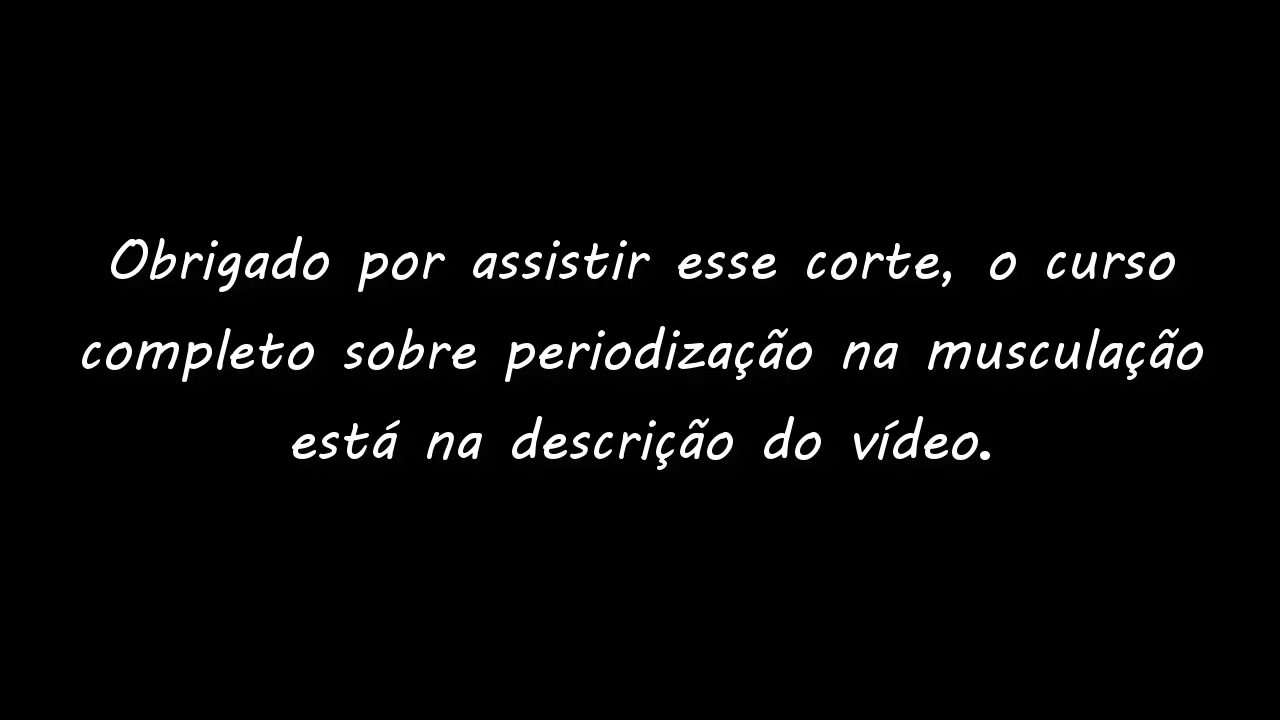 Obrigado por assistir esse corte, o curso
completo sobre periodização na musculação
está na descrição do vídeo.